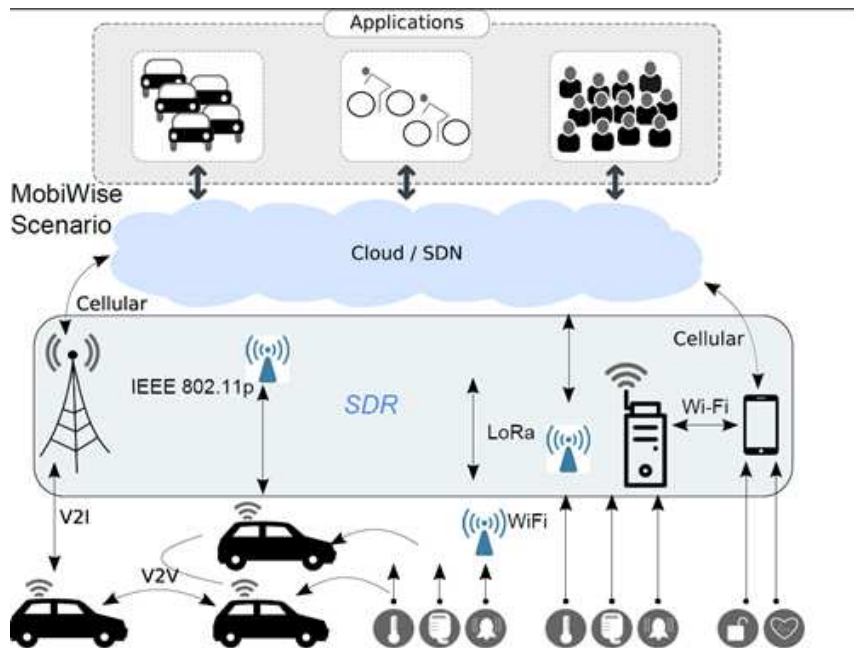 Applications
MobiWise
Scenario
Cloud / SDN
Cellular
Cellular
IEEE 802.11p
SDR
Wi-Fi
LoRa
V2I
WiFi
V2V